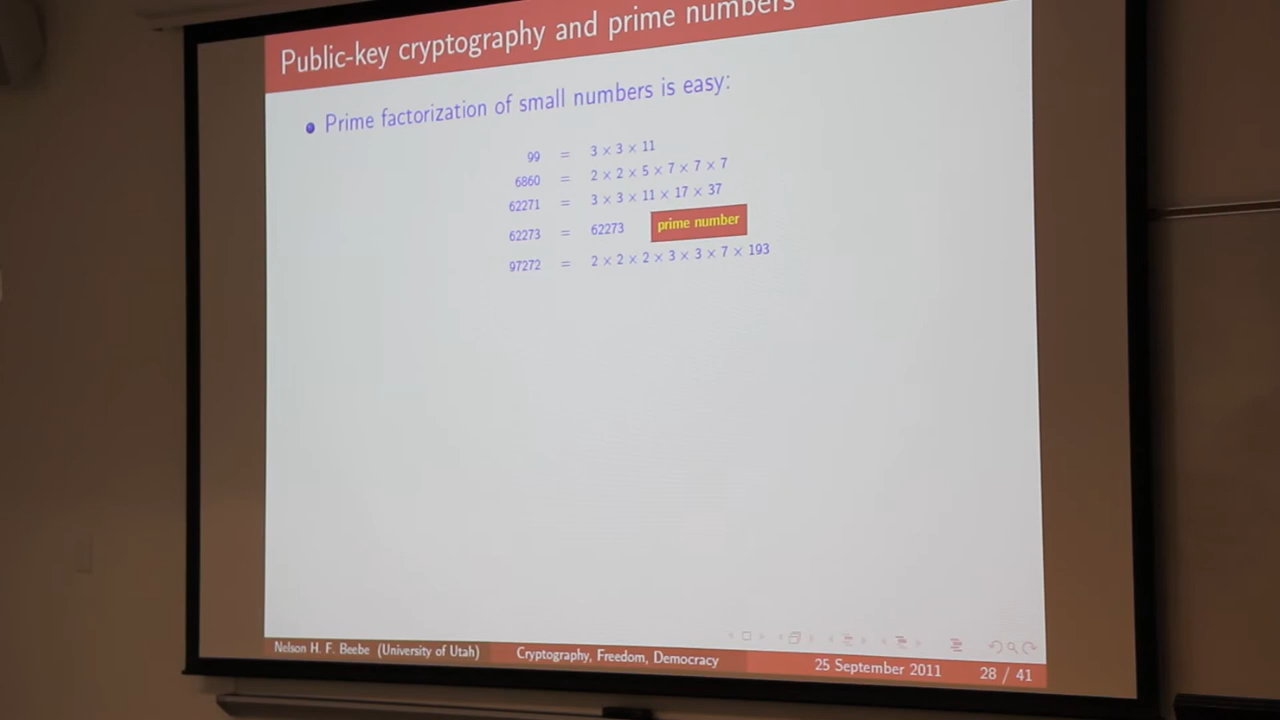 Public-key cryptography and prime numbers
Prime factorization of small numbers is easy:
99 = 3 × 3 × 11
6860 = 2 × 2 × 5 × 7 × 7 × 7
62271 = 3 × 3 × 11 × 17 × 37
62273 = 62273 prime number
97272 = 2 × 2 × 2 × 3 × 3 × 7 × 193
Nelson H. F. Beebe (University of Utah) Cryptography, Freedom, Democracy 25 September 2011 28 / 41